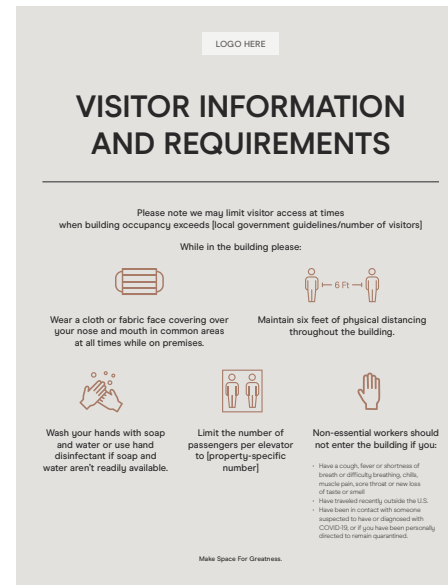 LOGO HERE
VISITOR INFORMATION
AND REQUIREMENTS
Please note we may limit visitor access at times
when building occupancy exceeds [local government guidelines/number of visitors]
While in the building please:
6 Ft
Wear a cloth or fabric face covering over
your nose and mouth in common areas
at all times while on premises.
Maintain six feet of physical distancing
throughout the building.
Wash your hands with soap
and water or use hand
disinfectant if soap and
water aren't readily available.
Limit the number of
passengers per elevator
to [property-specific
number]
Non-essential workers should
not enter the building if you:
• Have a cough, fever or shortness of
breath or difficulty breathing, chills,
muscle pain, sore throat or new loss
of taste or smell
• Have traveled recently outside the U.S.
• Have been in contact with someone
suspected to have or diagnosed with
COVID-19, or if you have been personally
directed to remain quarantined.
Make Space For Greatness.